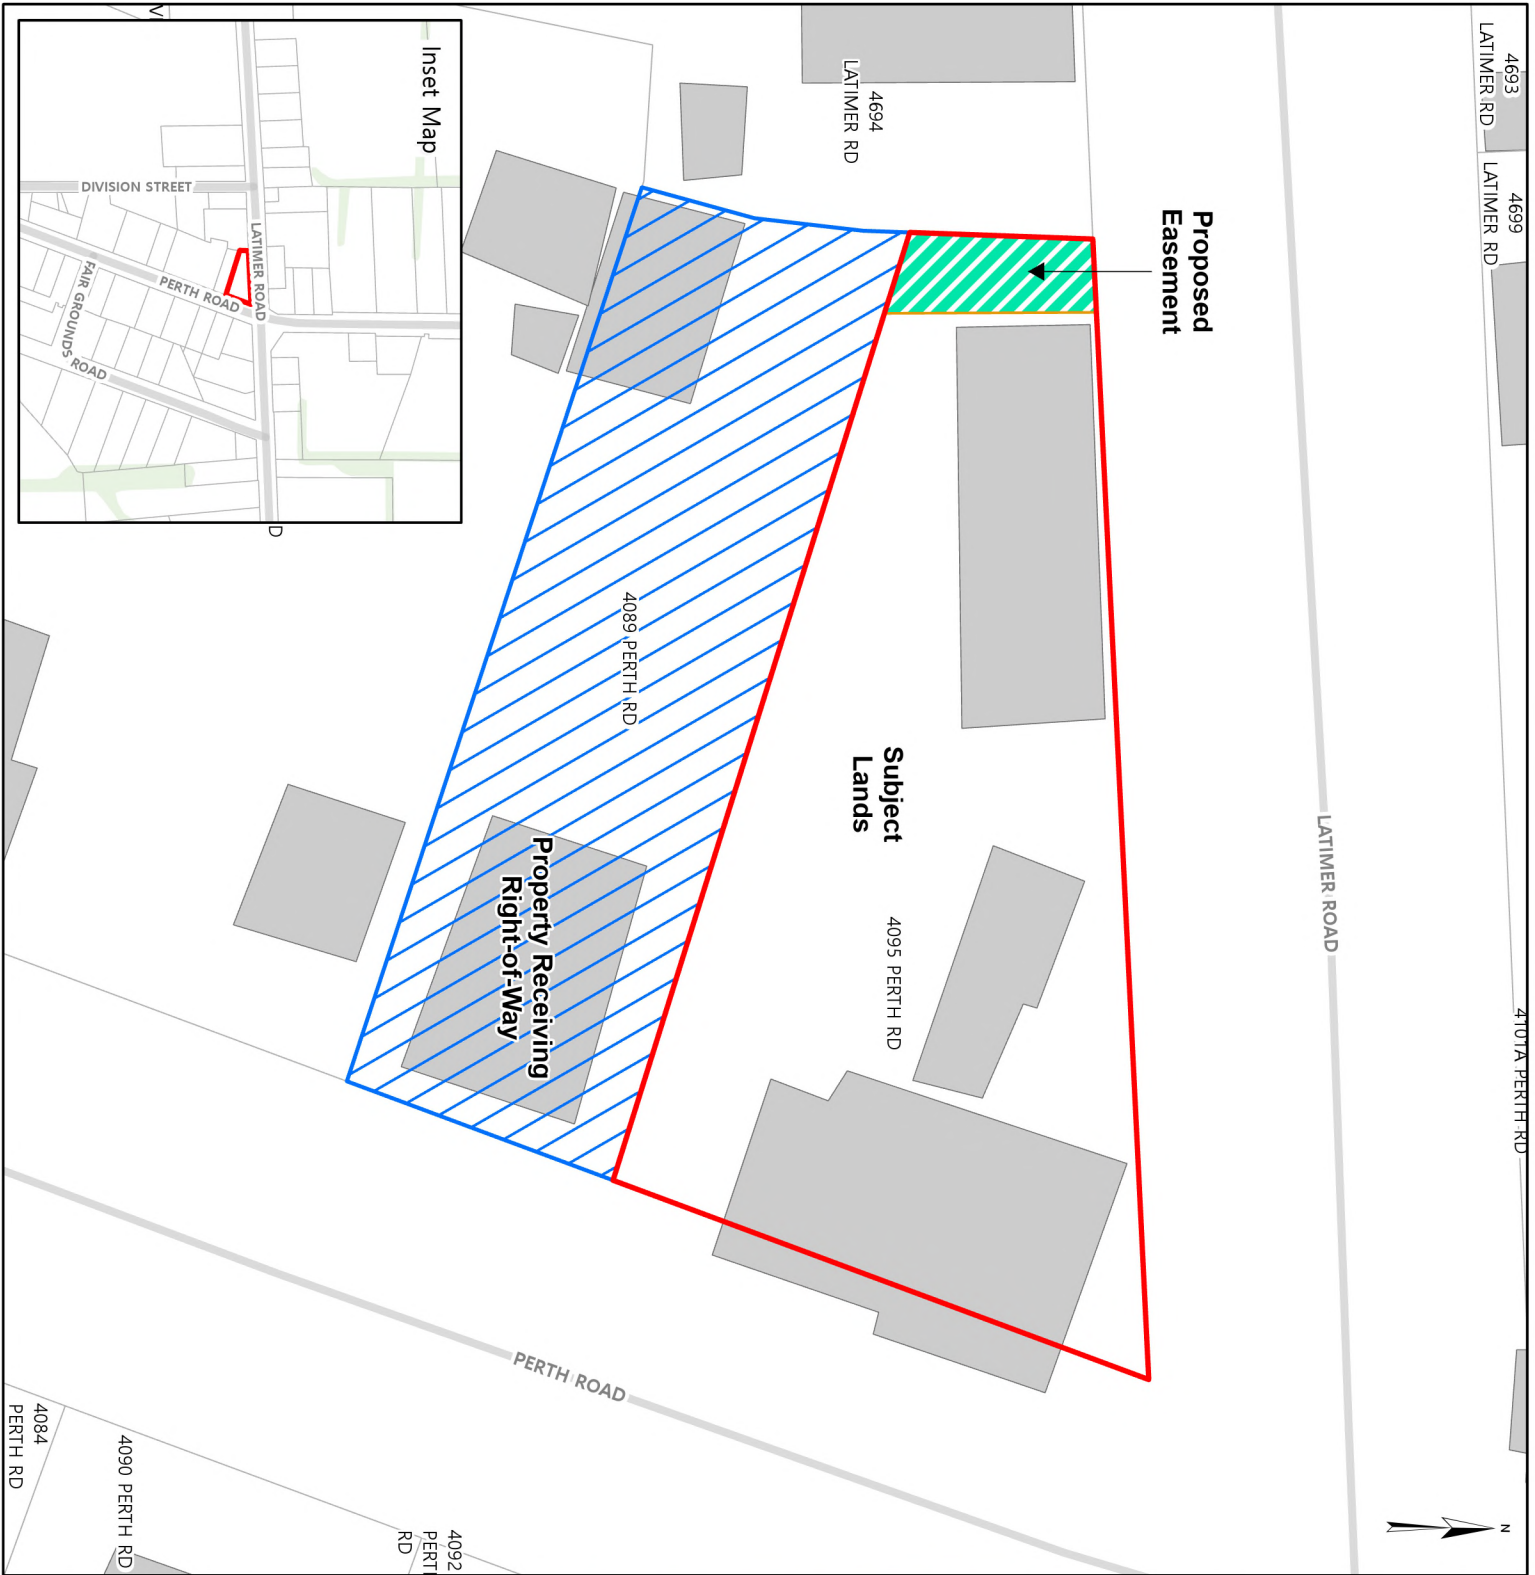 4693
LATIMER RD
4699
LATIMER RD
4101A PERTH RD
4694
LATIMER RD
Proposed
Easement
LATIMER ROAD
Subject
Lands
4095 PERTH RD
4089 PERTH RD
Property Receiving
Right-of-Way
PERTH ROAD
4084
PERTH RD
4090 PERTH RD
4092
PERT
RD
N
Inset Map
DIVISION STREET
LATIMER ROAD
PERTH ROAD
FAIR GROUNDS
ROAD
D